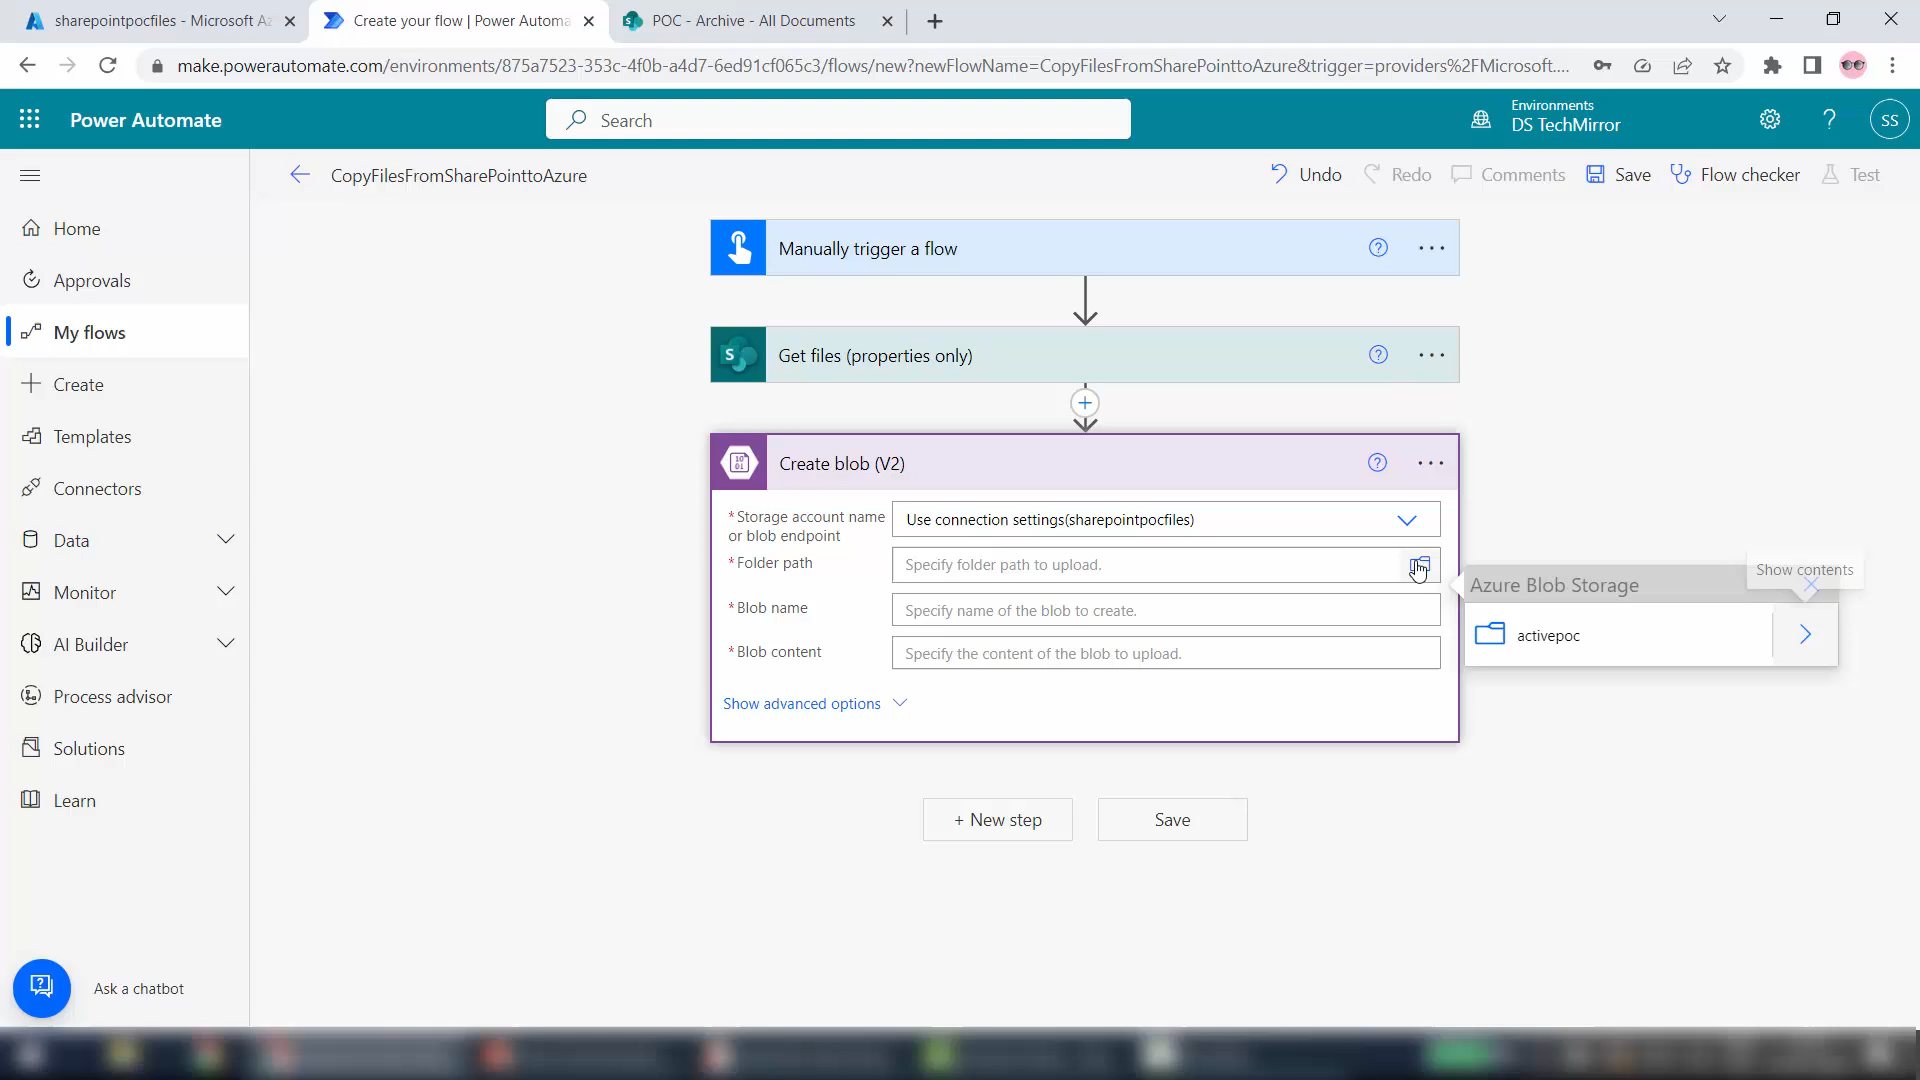 sharepointpocfiles - Microsoft Az
Create your flow | Power Automa
POC - Archive - All Documents
make.powerautomate.com/environments/875a7523-353c-4f0b-a4d7-6ed91cf065c3/flows/new?newFlowName=CopyFilesFromSharePointtoAzure&trigger=providers%2FMicrosoft....
Power Automate
Search
Environments
DS TechMirror
SS
CopyFilesFromSharePointtoAzure
Undo
Redo
Comments
Save
Flow checker
Test
Home
Approvals
My flows
Create
Templates
Connectors
Data
Monitor
AI Builder
Process advisor
Solutions
Learn
Ask a chatbot
Manually trigger a flow
S
Get files (properties only)
10
01
Create blob (V2)
*Storage account name
or blob endpoint
Use connection settings(sharepointpocfiles)
*Folder path
Specify folder path to upload.
*Blob name
Specify name of the blob to create.
*Blob content
Specify the content of the blob to upload.
Show advanced options
+ New step
Save
Azure Blob Storage
Show contents
activepoc